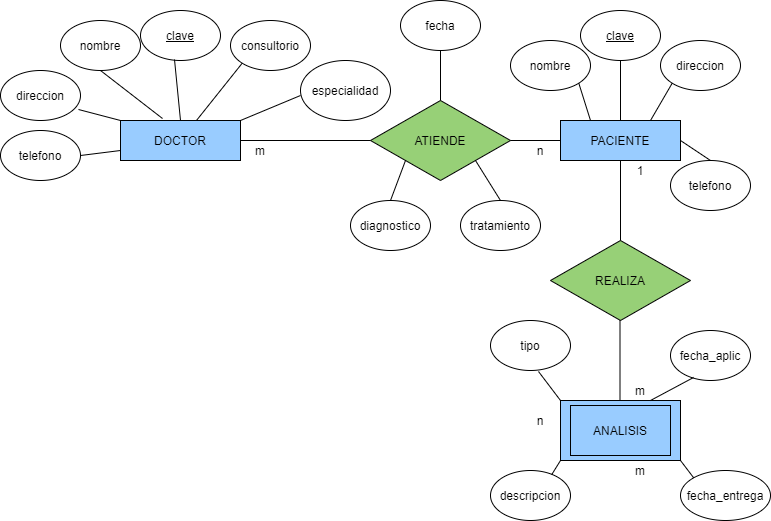 fecha
clave
clave
nombre
consultorio
nombre
direccion
direccion
especialidad
DOCTOR
ATIENDE
PACIENTE
m
n
telefono
1
telefono
diagnostico
tratamiento
REALIZA
tipo
fecha_aplic
m
n
ANALISIS
m
descripcion
fecha_entrega